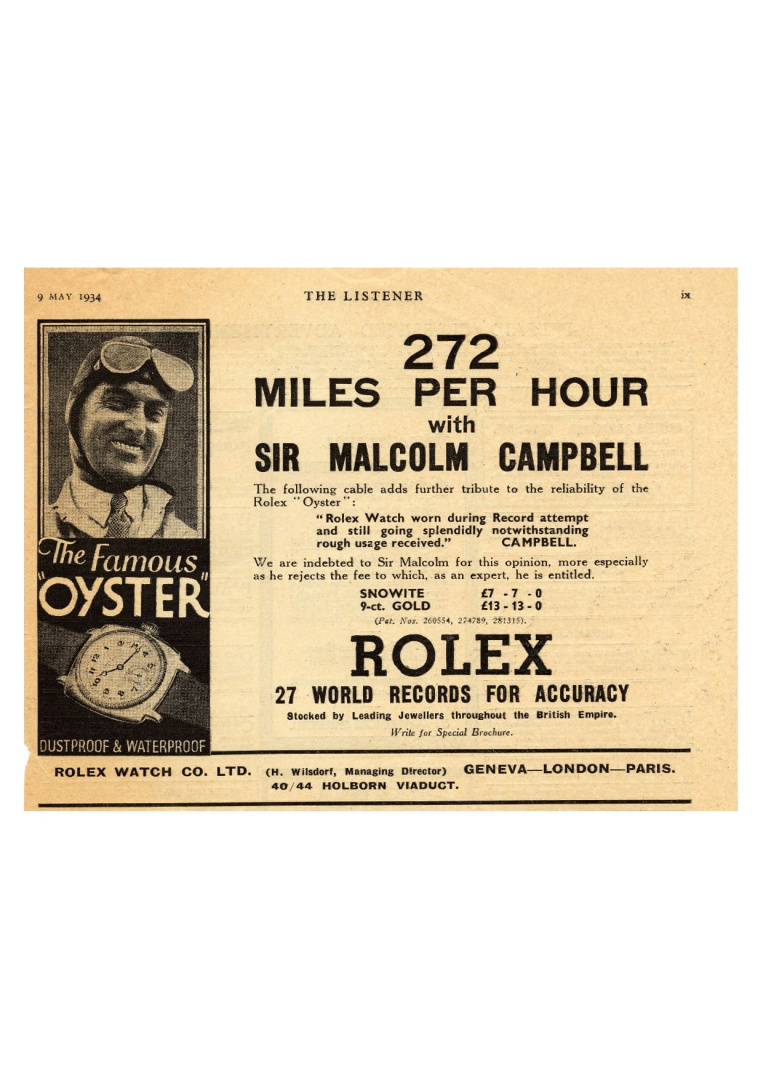 9 MAY 1934
THE LISTENER
ix
The Famous
"OYSTER"
DUSTPROOF & WATERPROOF
272
MILES PER HOUR
with
SIR MALCOLM CAMPBELL
The following cable adds further tribute to the reliability of the
Rolex "Oyster":
"Rolex Watch worn during Record attempt
and still going splendidly notwithstanding
rough usage received." CAMPBELL.
We are indebted to Sir Malcolm for this opinion, more especially
as he rejects the fee to which, as an expert, he is entitled.
SNOWITE £7 - 7 - 0
9-ct. GOLD £13 - 13 - 0
(Pat. Nos. 260554, 274789, 281315).
ROLEX
27 WORLD RECORDS FOR ACCURACY
Stocked by Leading Jewellers throughout the British Empire.
Write for Special Brochure.
ROLEX WATCH CO. LTD. (H. Wilsdorf, Managing Director) GENEVA—LONDON—PARIS.
40/44 HOLBORN VIADUCT.